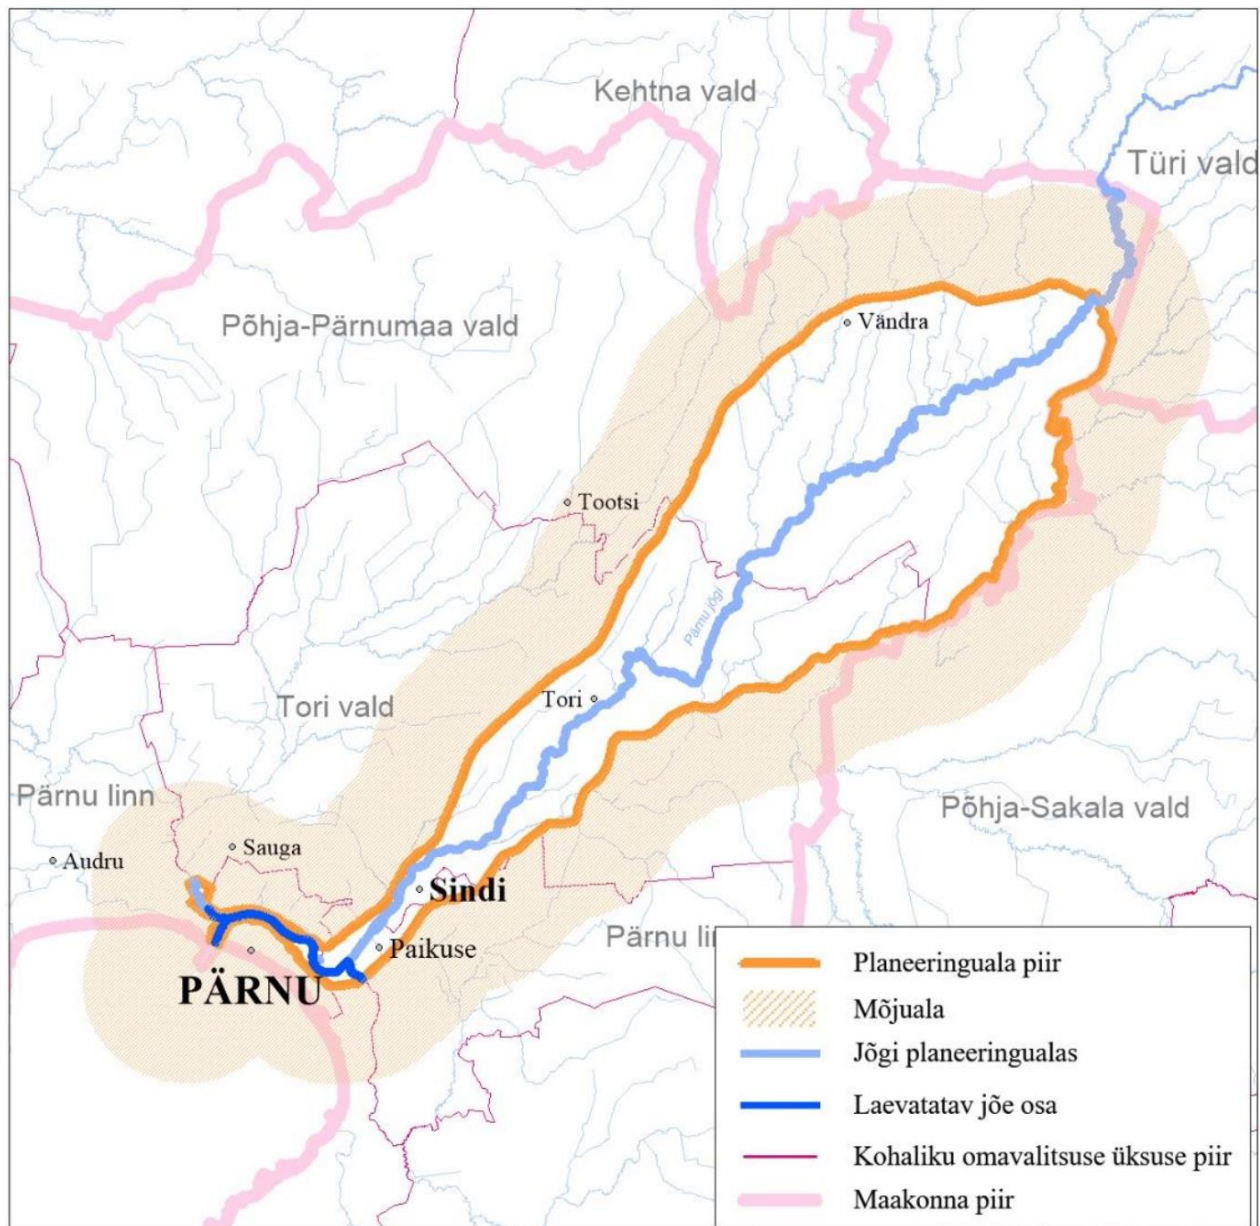 Kehtna vald
Türi vald
Põhja-Pärnumaa vald
Vändra
Tootsi
Pärnu jõgi
Tori
Tori vald
Pärnu linn
Põhja-Sakala vald
Sauga
Audru
Sindi
Pärnu lin
Paikuse
PÄRNU
Planeeringuala piir
Mõjuala
Jõgi planeeringualas
Laevatatav jõe osa
Kohaliku omavalitsuse üksuse piir
Maakonna piir